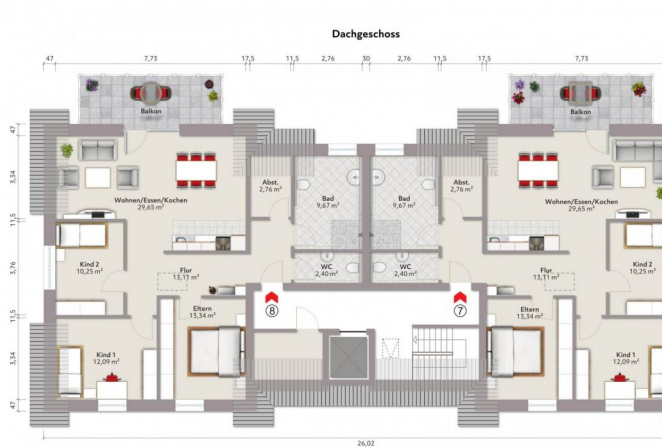 Dachgeschoss
47 7,73 17,5 11,5 2,76 30 2,76 11,5 17,5 7,73
Balkon
Balkon
47
3,34
11,5
3,76
11,5
3,34
47
Abst.
2,76 m²
Abst.
2,76 m²
Bad
9,67 m²
Bad
9,67 m²
Wohnen/Essen/Kochen
29,65 m²
Wohnen/Essen/Kochen
29,65 m²
Kind 2
10,25 m²
Kind 2
10,25 m²
Flur
13,11 m²
WC
2,40 m²
WC
2,40 m²
Flur
13,11 m²
Eltern
13,34 m²
8
7
Eltern
13,34 m²
Kind 1
12,09 m²
Kind 1
12,09 m²
26,02